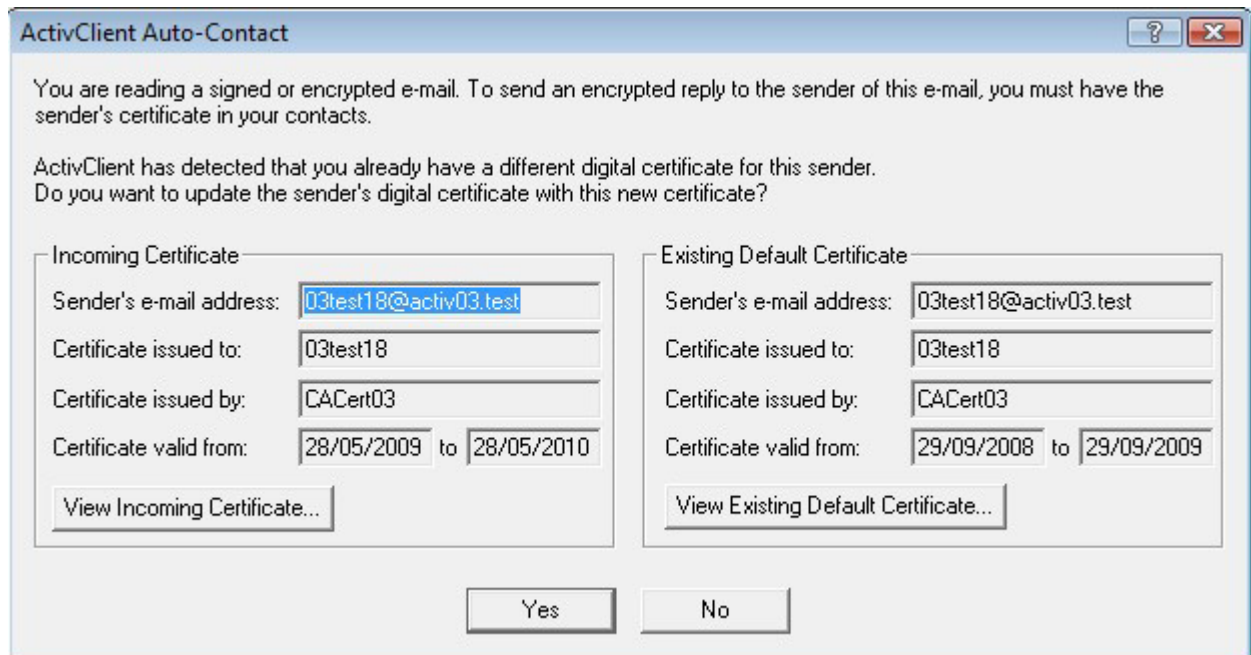 ActivClient Auto-Contact
You are reading a signed or encrypted e-mail. To send an encrypted reply to the sender of this e-mail, you must have the
sender's certificate in your contacts.
ActivClient has detected that you already have a different digital certificate for this sender.
Do you want to update the sender's digital certificate with this new certificate?
Incoming Certificate
Sender's e-mail address: 03test18@activ03.test
Certificate issued to: 03test18
Certificate issued by: CACert03
Certificate valid from: 28/05/2009 to 28/05/2010
View Incoming Certificate...
Existing Default Certificate
Sender's e-mail address: 03test18@activ03.test
Certificate issued to: 03test18
Certificate issued by: CACert03
Certificate valid from: 29/09/2008 to 29/09/2009
View Existing Default Certificate...
Yes No